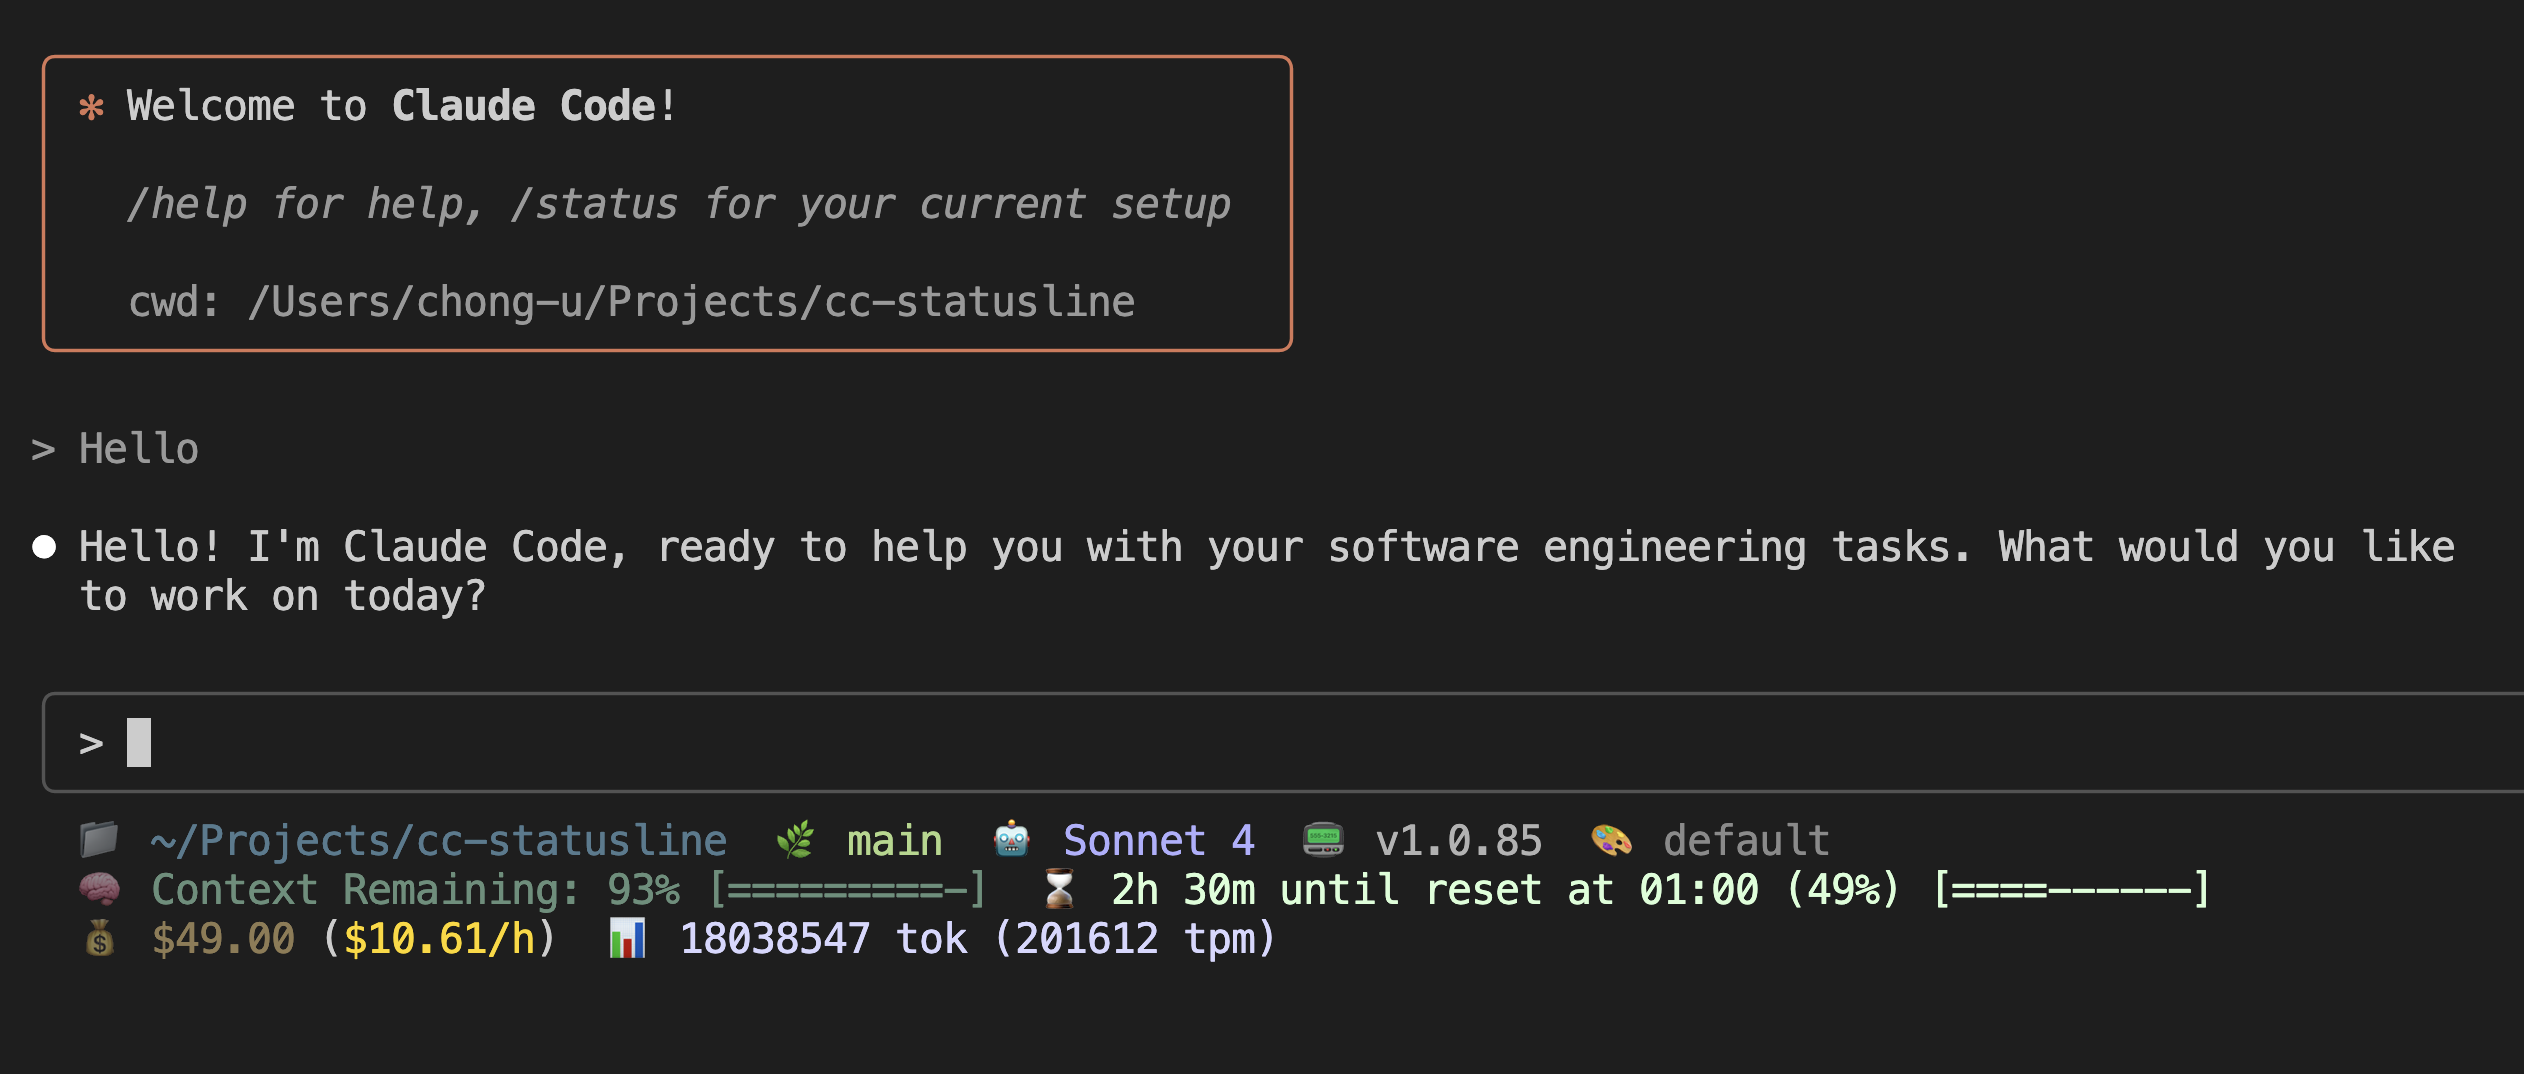 ✻ Welcome to Claude Code!
/help for help, /status for your current setup
cwd: /Users/chong-u/Projects/cc-statusline
> Hello
● Hello! I'm Claude Code, ready to help you with your software engineering tasks. What would you like
to work on today?
>
📁 ~/Projects/cc-statusline 🌿 main 🤖 Sonnet 4 📟 v1.0.85 🎨 default
🧠 Context Remaining: 93% [=========-] ⌛ 2h 30m until reset at 01:00 (49%) [====------]
💰 $49.00 ($10.61/h) 📊 18038547 tok (201612 tpm)